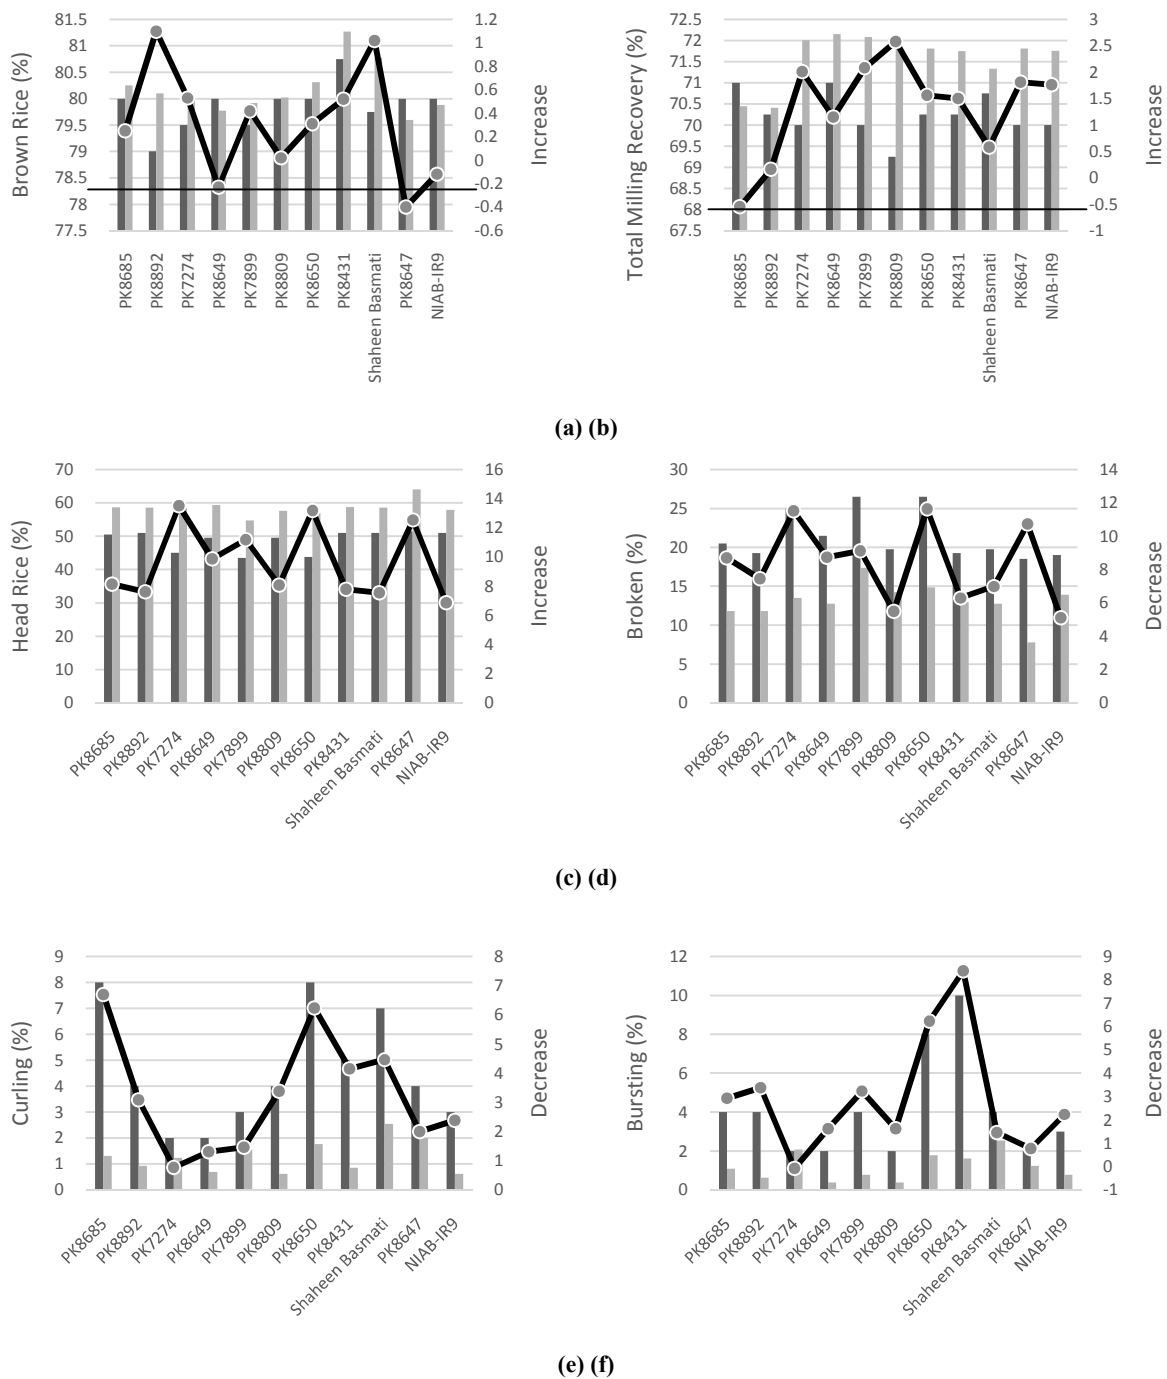 Brown Rice (%)
81.5
81
80.5
80
79.5
79
78.5
78
77.5
1.2
1
0.8
0.6
0.4
0.2
0
-0.2
-0.4
-0.6
Increase
PK8685
PK8892
PK7274
PK8649
PK7899
PK8809
PK8650
PK8431
Shaheen Basmati
PK8647
NIAB-IR9
Total Milling Recovery (%)
72.5
72
71.5
71
70.5
70
69.5
69
68.5
68
67.5
3
2.5
2
1.5
1
0.5
0
-0.5
-1
Increase
PK8685
PK8892
PK7274
PK8649
PK7899
PK8809
PK8650
PK8431
Shaheen Basmati
PK8647
NIAB-IR9
(a) (b)
Head Rice (%)
70
60
50
40
30
20
10
0
16
14
12
10
8
6
4
2
0
Increase
PK8685
PK8892
PK7274
PK8649
PK7899
PK8809
PK8650
PK8431
Shaheen Basmati
PK8647
NIAB-IR9
Broken (%)
30
25
20
15
10
5
0
14
12
10
8
6
4
2
0
Decrease
PK8685
PK8892
PK7274
PK8649
PK7899
PK8809
PK8650
PK8431
Shaheen Basmati
PK8647
NIAB-IR9
(c) (d)
Curling (%)
9
8
7
6
5
4
3
2
1
0
8
7
6
5
4
3
2
1
0
Decrease
PK8685
PK8892
PK7274
PK8649
PK7899
PK8809
PK8650
PK8431
Shaheen Basmati
PK8647
NIAB-IR9
Bursting (%)
12
10
8
6
4
2
0
9
8
7
6
5
4
3
2
1
0
-1
Decrease
PK8685
PK8892
PK7274
PK8649
PK7899
PK8809
PK8650
PK8431
Shaheen Basmati
PK8647
NIAB-IR9
(e) (f)